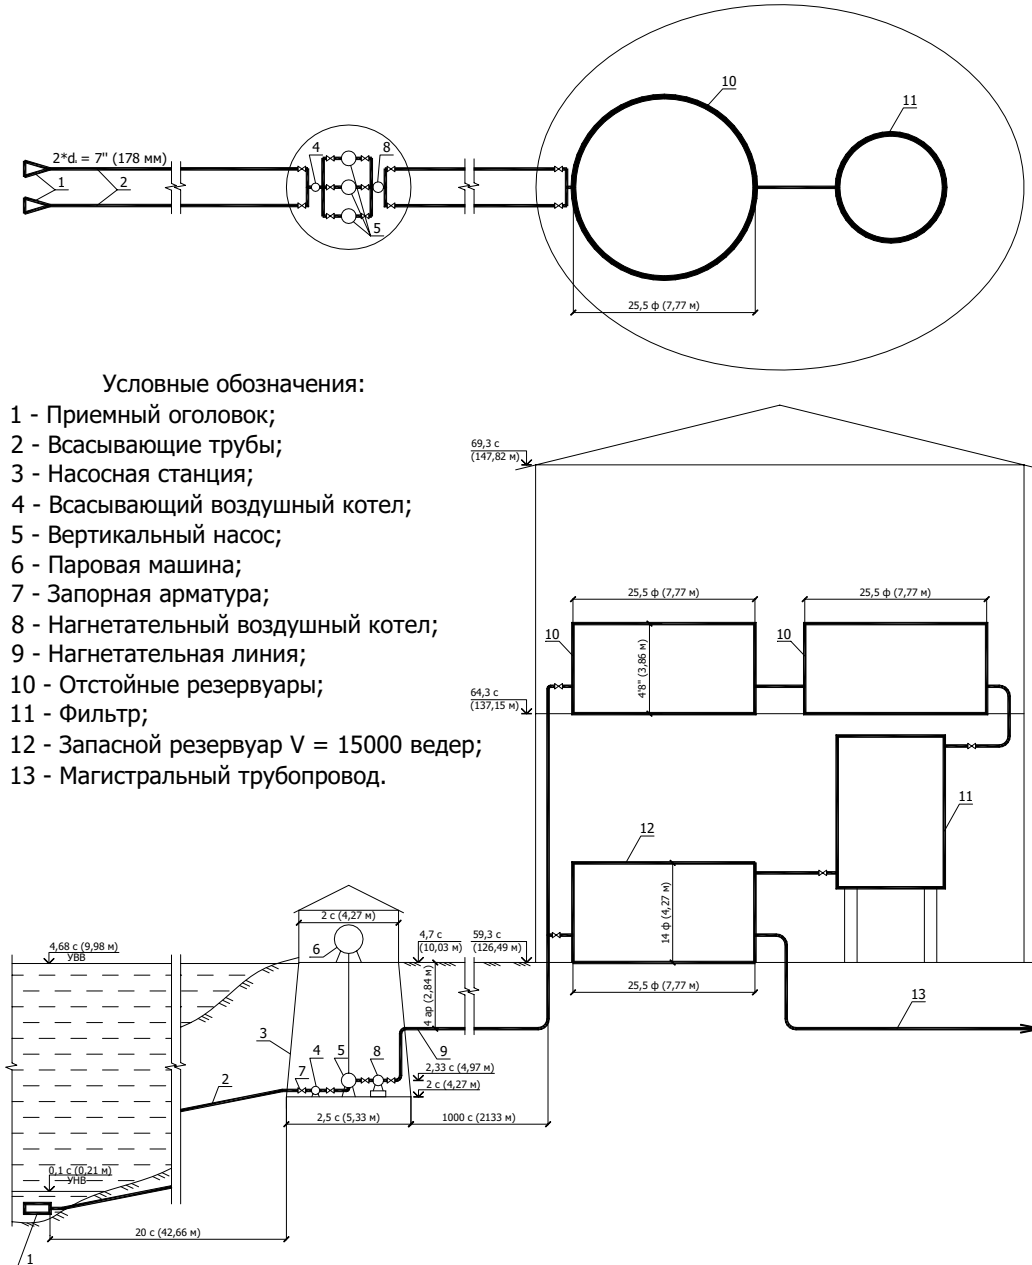 10
11
4
8
2*d. = 7" (178 мм)
1
2
5
25,5 ф (7,77 м)
Условные обозначения:
1 - Приемный оголовок;
2 - Всасывающие трубы;
3 - Насосная станция;
4 - Всасывающий воздушный котел;
5 - Вертикальный насос;
6 - Паровая машина;
7 - Запорная арматура;
8 - Нагнетательный воздушный котел;
9 - Нагнетательная линия;
10 - Отстойные резервуары;
11 - Фильтр;
12 - Запасной резервуар V = 15000 ведер;
13 - Магистральный трубопровод.
69,3 с
(147,82 м)
25,5 ф (7,77 м)
25,5 ф (7,77 м)
10
10
4'8" (3,86 м)
64,3 с
(137,15 м)
11
12
14 ф (4,27 м)
2 с (4,27 м)
6
4,68 с (9,98 м)
УВВ
4,7 с
(10,03 м)
59,3 с
(126,49 м)
4 ар (2,84 м)
25,5 ф (7,77 м)
13
3
7
4
5
8
9
2
2,33 с (4,97 м)
2 с (4,27 м)
2,5 с (5,33 м)
1000 с (2133 м)
0,1 с (0,21 м)
УНВ
20 с (42,66 м)
1